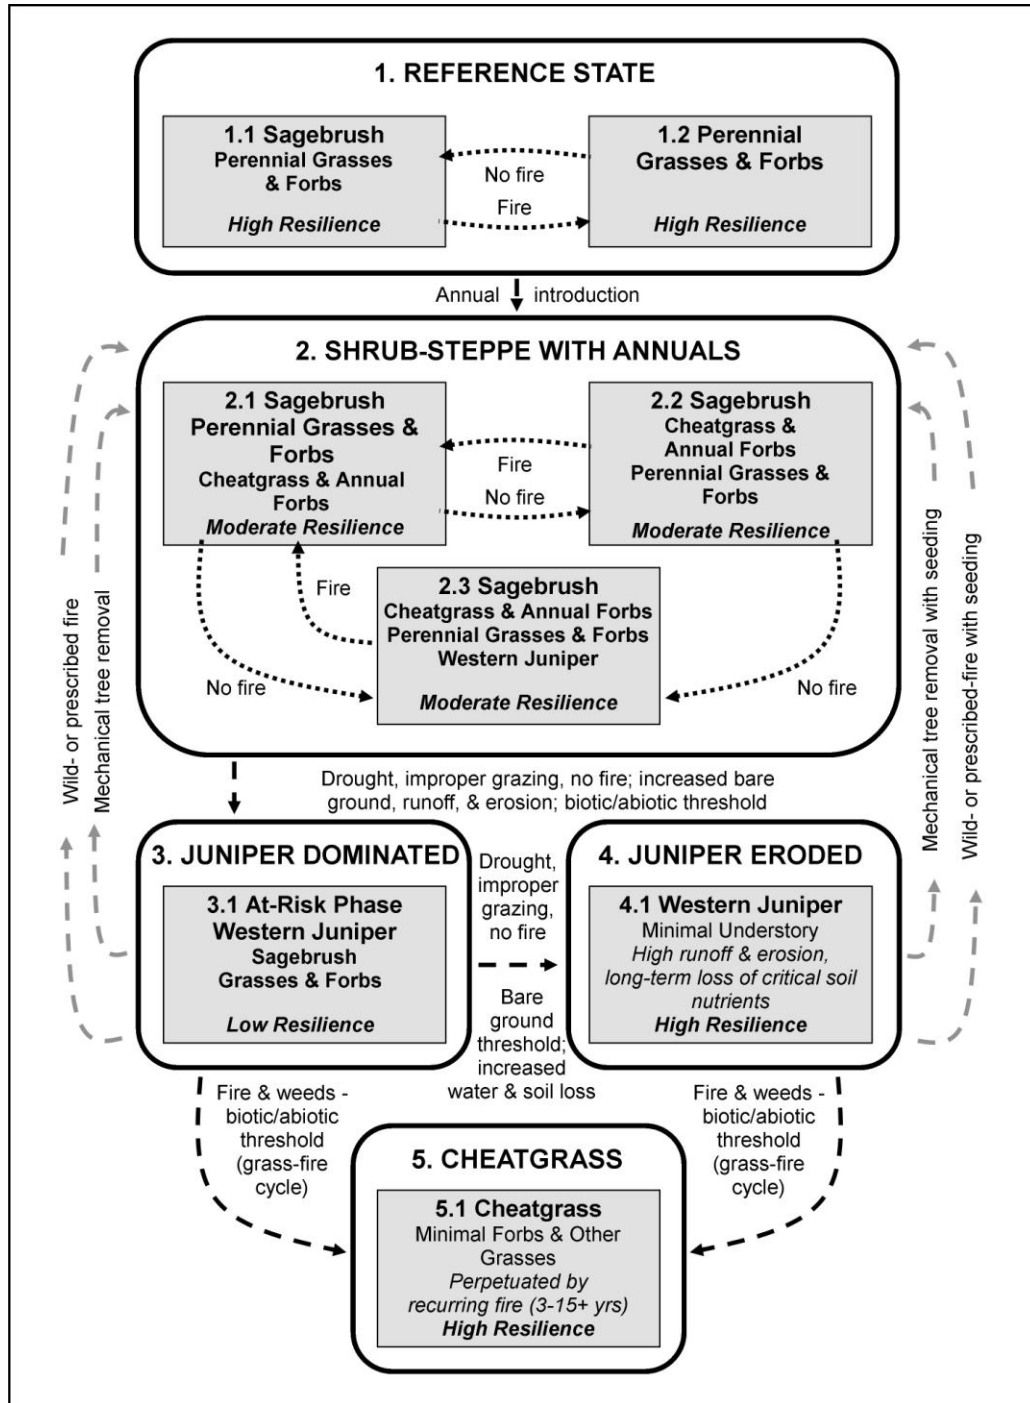 1. REFERENCE STATE
1.1 Sagebrush
Perennial Grasses
& Forbs
High Resilience
No fire
Fire
1.2 Perennial
Grasses & Forbs
High Resilience
Annual introduction
2. SHRUB-STEPPE WITH ANNUALS
2.1 Sagebrush
Perennial Grasses &
Forbs
Cheatgrass & Annual
Forbs
Moderate Resilience
Fire
No fire
2.2 Sagebrush
Cheatgrass &
Annual Forbs
Perennial Grasses &
Forbs
Moderate Resilience
Fire
2.3 Sagebrush
Cheatgrass & Annual Forbs
Perennial Grasses & Forbs
Western Juniper
Moderate Resilience
No fire
No fire
Wild- or prescribed fire
Mechanical tree removal
Mechanical tree removal with seeding
Wild- or prescribed-fire with seeding
Drought, improper grazing, no fire; increased bare
ground, runoff, & erosion; biotic/abiotic threshold
3. JUNIPER DOMINATED
3.1 At-Risk Phase
Western Juniper
Sagebrush
Grasses & Forbs
Low Resilience
Drought,
improper
grazing,
no fire
Bare
ground
threshold;
increased
water & soil loss
4. JUNIPER ERODED
4.1 Western Juniper
Minimal Understory
High runoff & erosion,
long-term loss of critical soil
nutrients
High Resilience
Fire & weeds -
biotic/abiotic
threshold
(grass-fire
cycle)
Fire & weeds -
biotic/abiotic
threshold
(grass-fire
cycle)
5. CHEATGRASS
5.1 Cheatgrass
Minimal Forbs & Other
Grasses
Perpetuated by
recurring fire (3-15+ yrs)
High Resilience